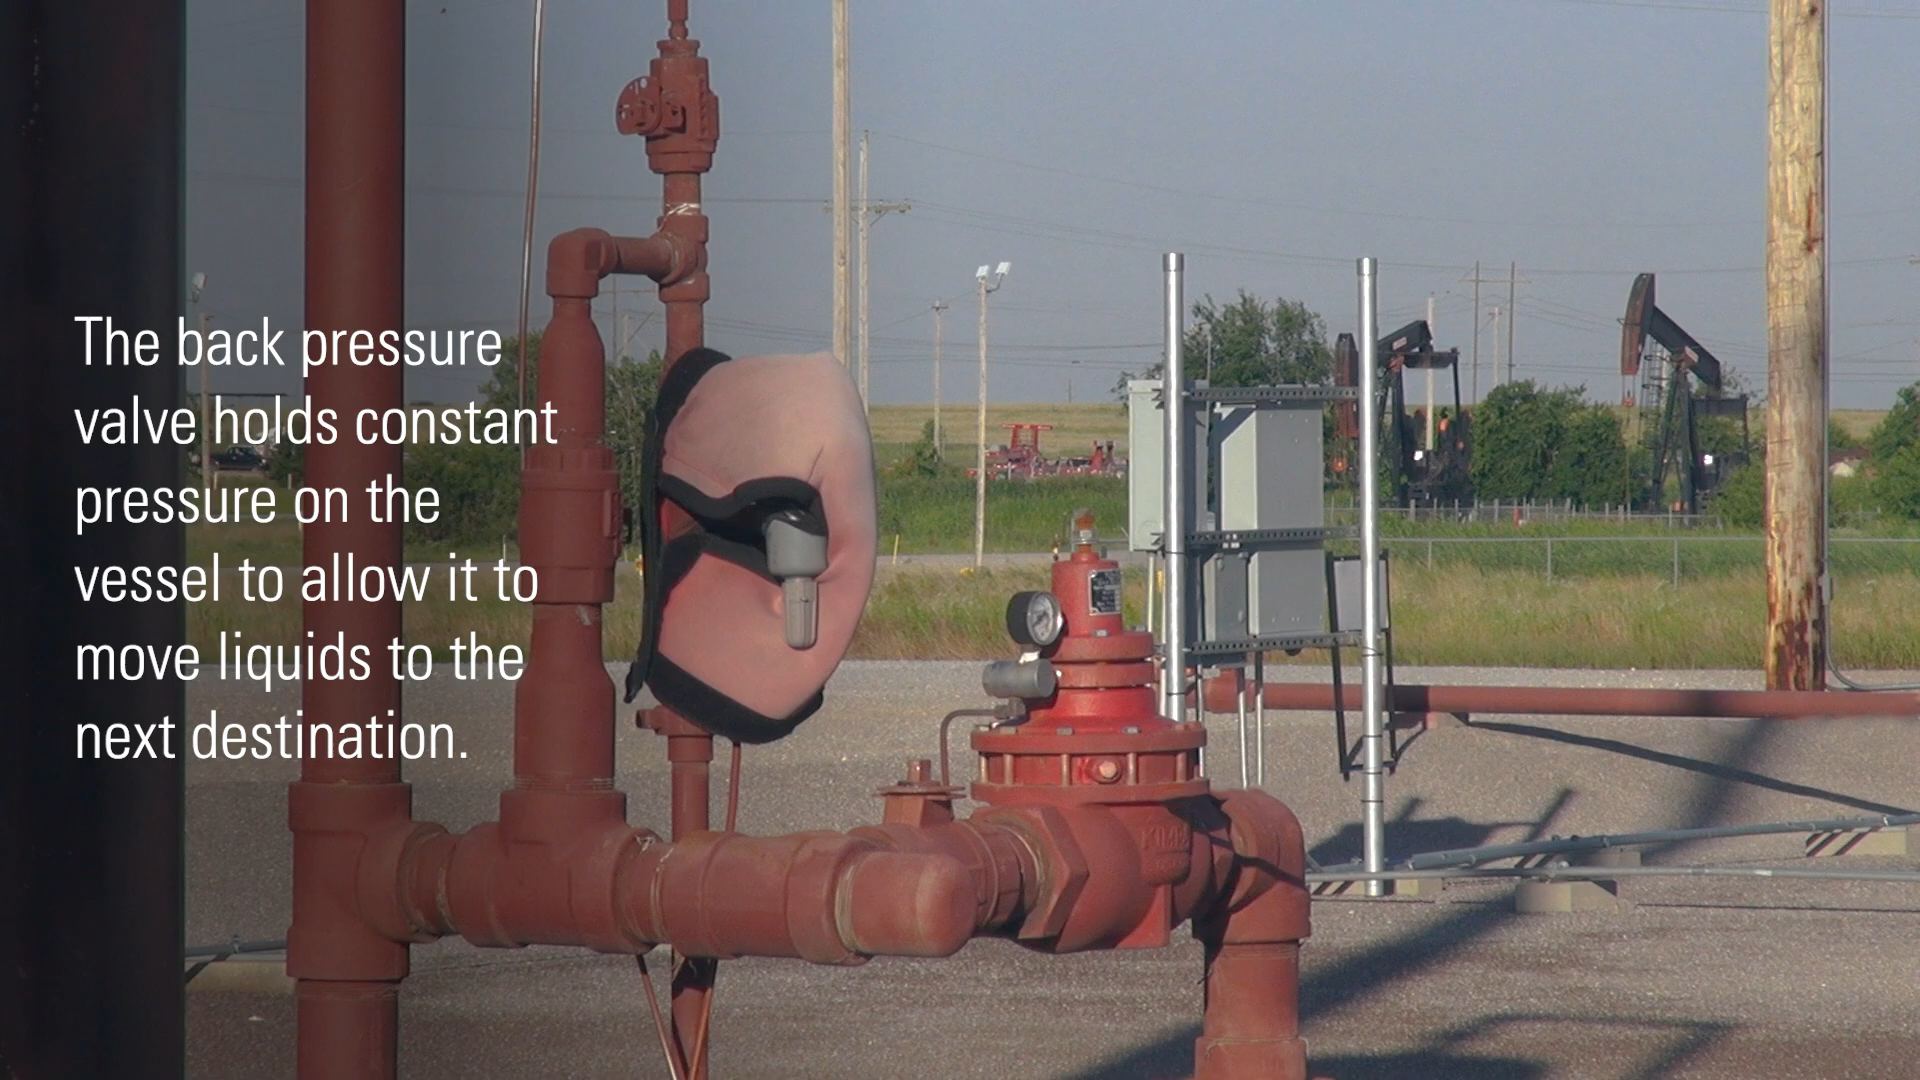 The back pressure
valve holds constant
pressure on the
vessel to allow it to
move liquids to the
next destination.